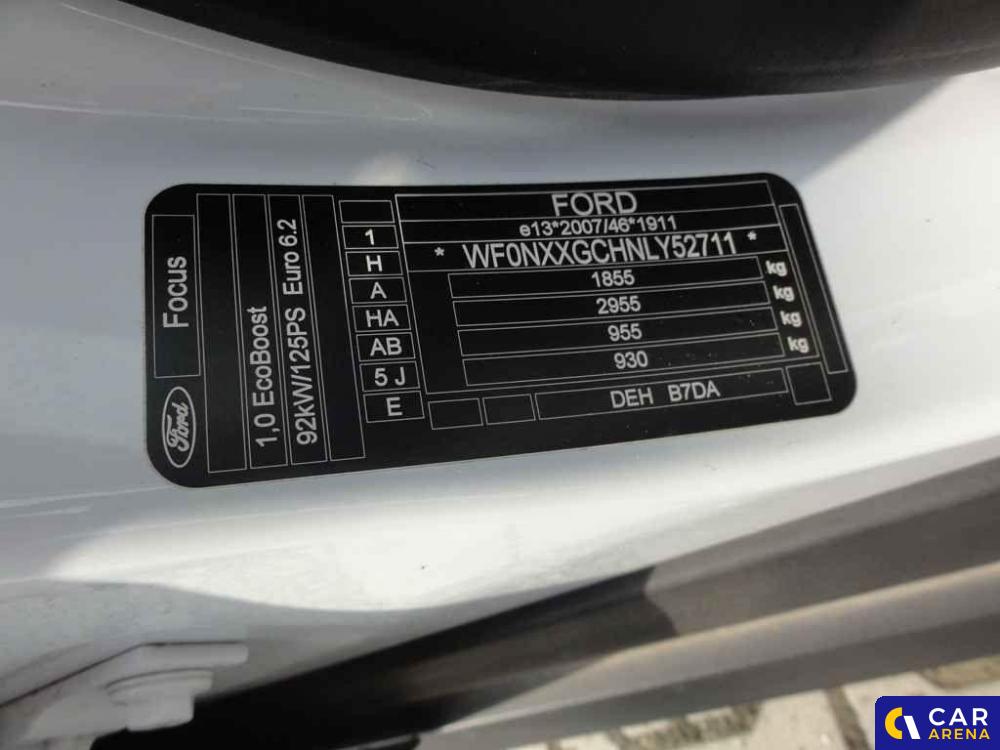 FORD
e13*2007/46*1911
* WF0NXXGCHNLY52711 *
1855 kg
2955 kg
955 kg
930 kg
DEH B7DA
1
H
A
HA
AB
5 J
E
Focus
Ford
1,0 EcoBoost
92kW/125PS Euro 6.2
CAR
ARENA